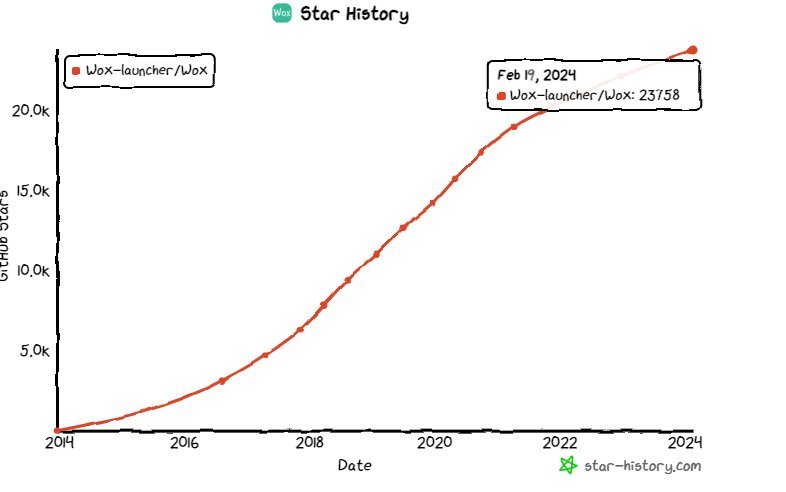 Wox
Star History
Wox-launcher/Wox
Feb 19, 2024
Wox-launcher/Wox: 23758
20.0k
15.0k
10.0k
5.0k
GitHub Stars
2014
2016
2018
2020
2022
2024
Date
star-history.com